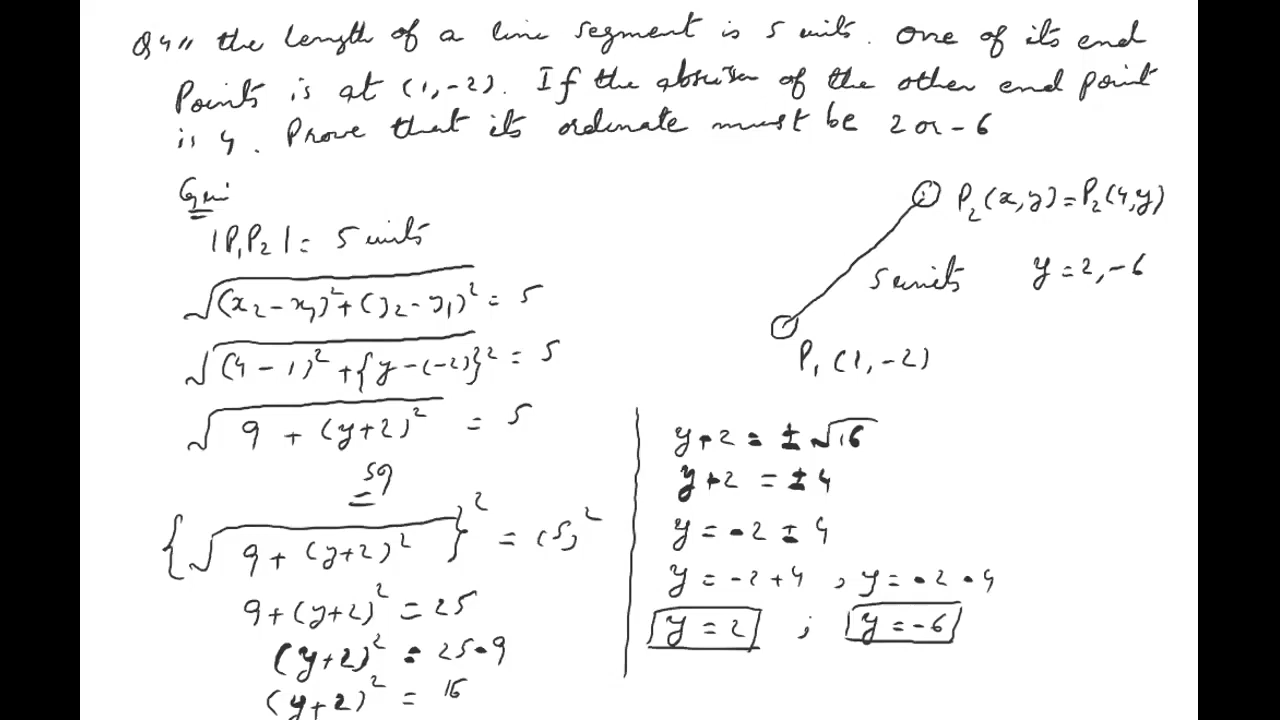 Q4" the length of a line segment is 5 units. One of its end
Points is at (1,-2). If the abscissa of the other end point
is 4. Prove that its ordinate must be 2 or -6
|P₁P₂| = 5 units
√(x₂-x₁)²+(y₂-y₁)² = 5
√(4-1)²+{y-(-2)}² = 5
√9+(y+2)² = 5
sq
{√9+(y+2)²}² = (5)²
9+(y+2)² = 25
(y+2)² = 25-9
(y+2)² = 16
P₂(x,y)=P₂(4,y)
5 units
y = 2,-6
P₁(1,-2)
y+2 = ±√16
y+2 = ±4
y = -2 ± 4
y = -2+4 , y = -2-4
y = 2 ; y = -6